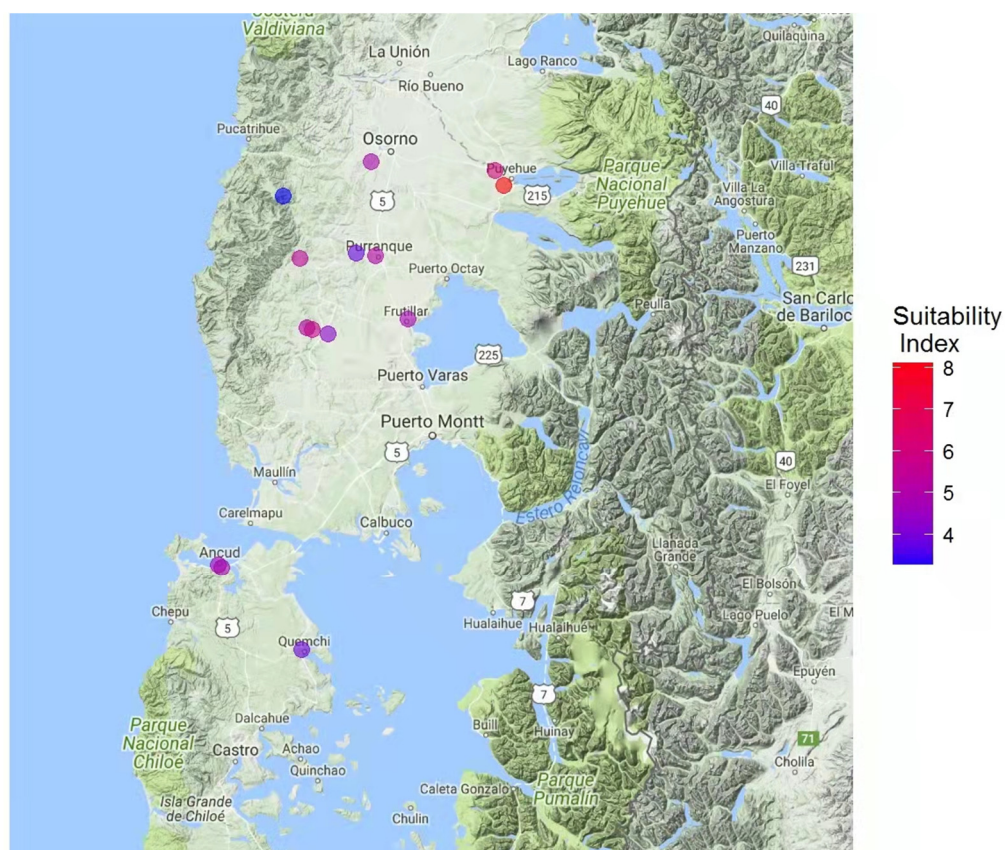 Costera
Valdiviana
Quilaquina
La Unión
Lago Ranco
Río Bueno
40
Pucatrihue
Osorno
Puyehue
Parque
Nacional
Puyehue
Villa Traful
Villa La
Angostura
5
215
Puerto
Manzano
Purranque
Puerto Octay
231
San Carlo
de Bariloc
Peulla
Frutillar
225
Suitability
Index
8
7
6
5
4
Puerto Varas
Puerto Montt
5
40
Maullín
El Foyel
Estero Reloncaví
Carelmapu
Calbuco
Ancud
Llanada
Grande
El Bolsón
7
Chepu
Lago Puelo
El M
5
Hualaihue
Hualaihué
Quemchi
Epuyén
7
Dalcahue
Buill
Huinay
Parque
Nacional
Chiloé
71
Castro
Achao
Cholila
Quinchao
Caleta Gonzalo
Parque
Pumalín
Isla Grande
de Chiloé
Chulin